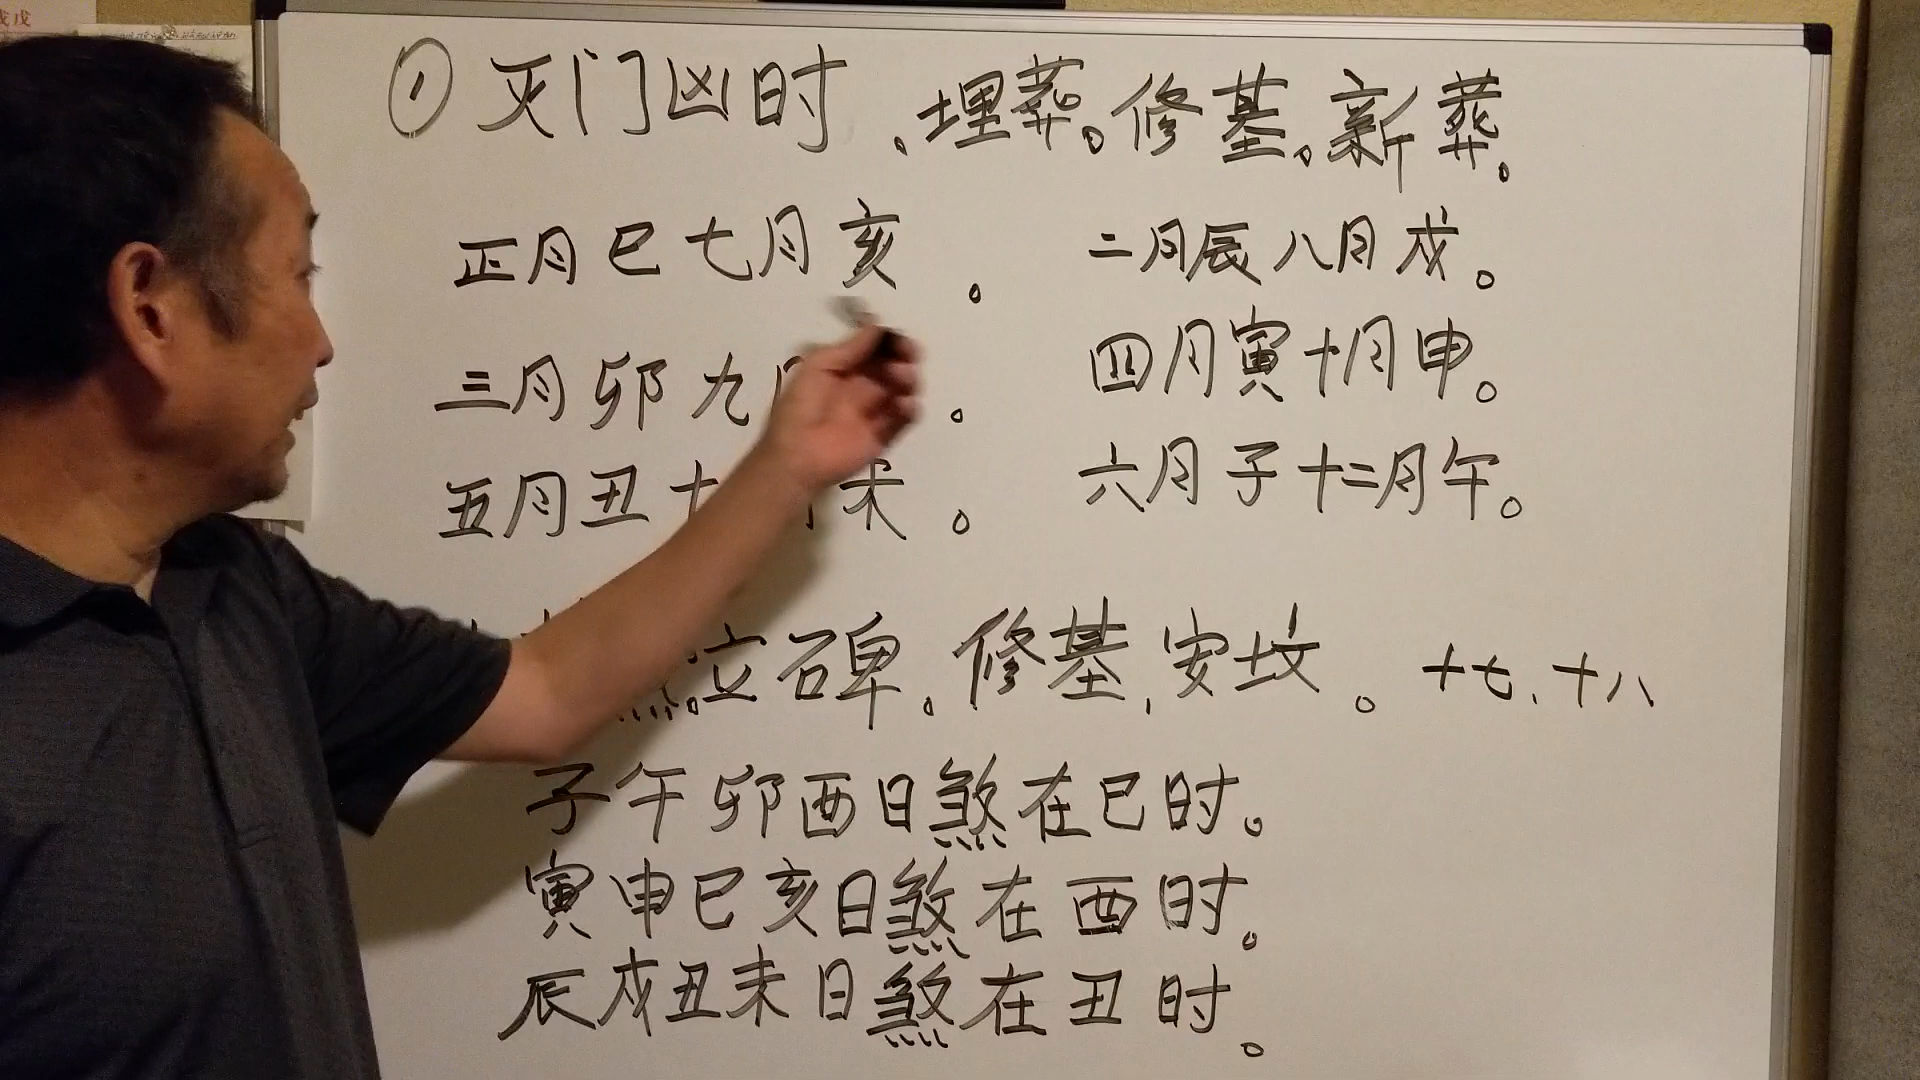 ① 灭门凶时、埋葬。修基。新葬。
正月巳七月亥。 二月辰八月戌。
三月卯九月 。 四月寅十月申。
五月丑十 未。 六月子十二月午。
立碑。修基,安坟。十七、十八
子午卯酉日煞在巳时。
寅申巳亥日煞在酉时。
辰戌丑未日煞在丑时。